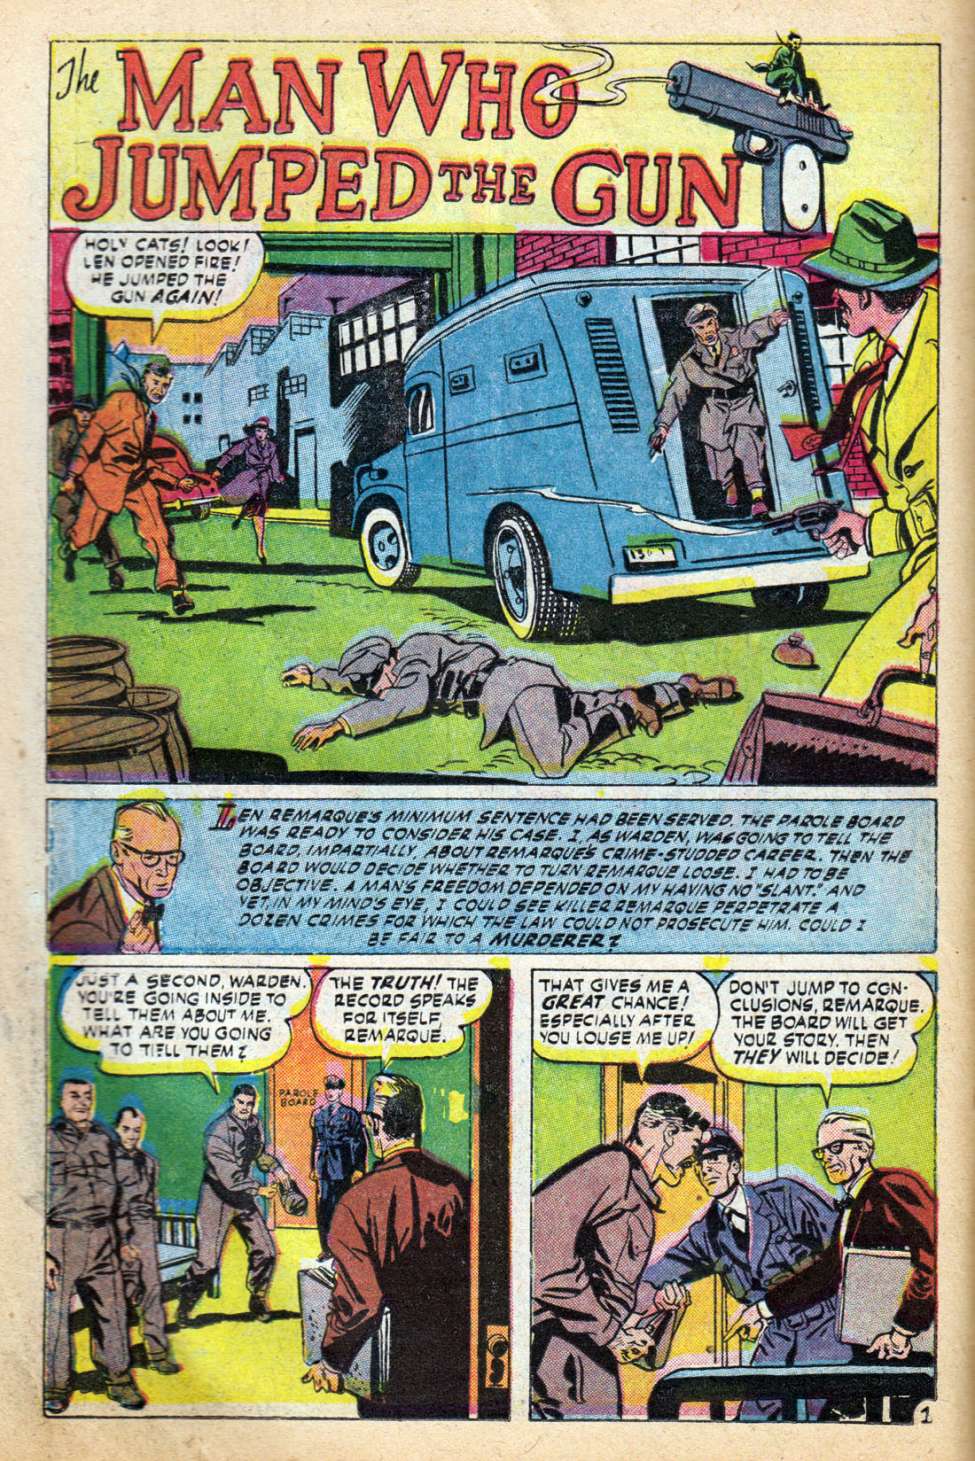 The
MAN WHO
JUMPED THE GUN
HOLY CATS! LOOK!
LEN OPENED FIRE!
HE JUMPED THE
GUN AGAIN!
LEN REMARQUE'S MINIMUM SENTENCE HAD BEEN SERVED. THE PAROLE BOARD
WAS READY TO CONSIDER HIS CASE. I, AS WARDEN, WAS GOING TO TELL THE
BOARD, IMPARTIALLY, ABOUT REMARQUE'S CRIME-STUDDED CAREER. THEN THE
BOARD WOULD DECIDE WHETHER TO TURN REMARQUE LOOSE. I HAD TO BE
OBJECTIVE. A MAN'S FREEDOM DEPENDED ON MY HAVING NO "SLANT." AND
YET, IN MY MIND'S EYE, I COULD SEE KILLER REMARQUE PERPETRATE A
DOZEN CRIMES FOR WHICH THE LAW COULD NOT PROSECUTE HIM. COULD I
BE FAIR TO A MURDERER?
JUST A SECOND, WARDEN.
YOU'RE GOING INSIDE TO
TELL THEM ABOUT ME.
WHAT ARE YOU GOING
TO TELL THEM?
THE TRUTH! THE
RECORD SPEAKS
FOR ITSELF,
REMARQUE.
PAROLE
BOARD
THAT GIVES ME A
GREAT CHANCE!
ESPECIALLY AFTER
YOU LOUSE ME UP!
DON'T JUMP TO CON-
CLUSIONS, REMARQUE.
THE BOARD WILL GET
YOUR STORY. THEN
THEY WILL DECIDE!
1